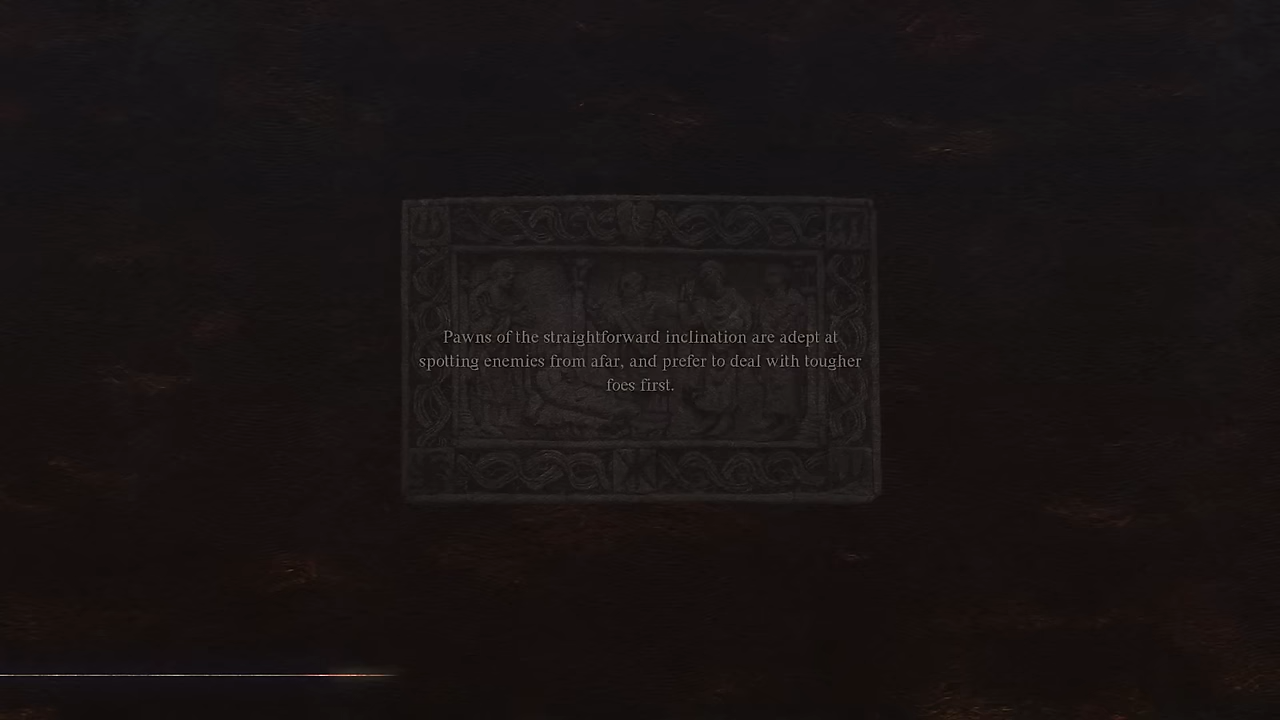 Pawns of the straightforward inclination are adept at
spotting enemies from afar, and prefer to deal with tougher
foes first.